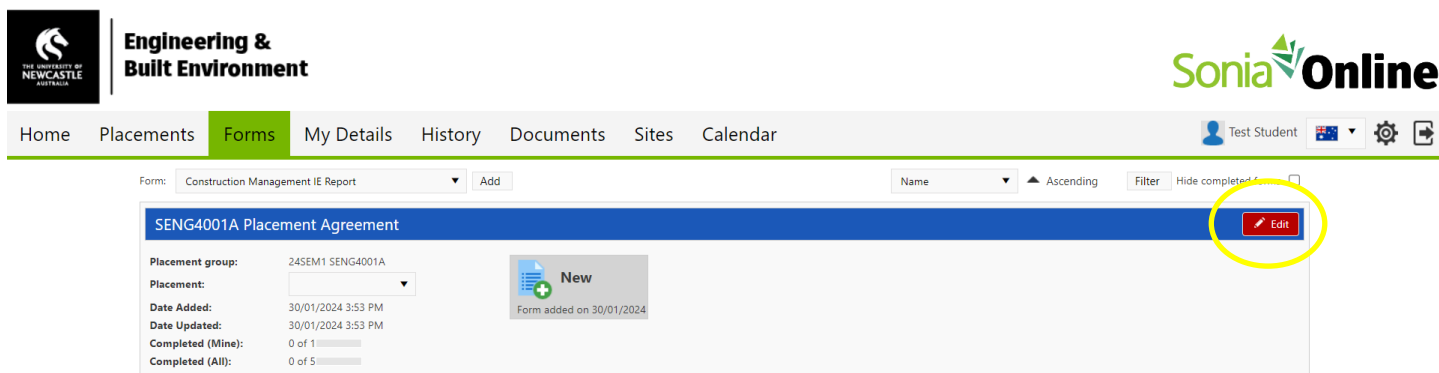 THE UNIVERSITY OF
NEWCASTLE
AUSTRALIA
Engineering &
Built Environment
Sonia Online
Home Placements Forms My Details History Documents Sites Calendar Test Student
Form: Construction Management IE Report Add Name Ascending Filter Hide completed forms
SENG4001A Placement Agreement Edit
Placement group: 24SEM1 SENG4001A
Placement:
New
Date Added: 30/01/2024 3:53 PM
Form added on 30/01/2024
Date Updated: 30/01/2024 3:53 PM
Completed (Mine): 0 of 1
Completed (All): 0 of 5